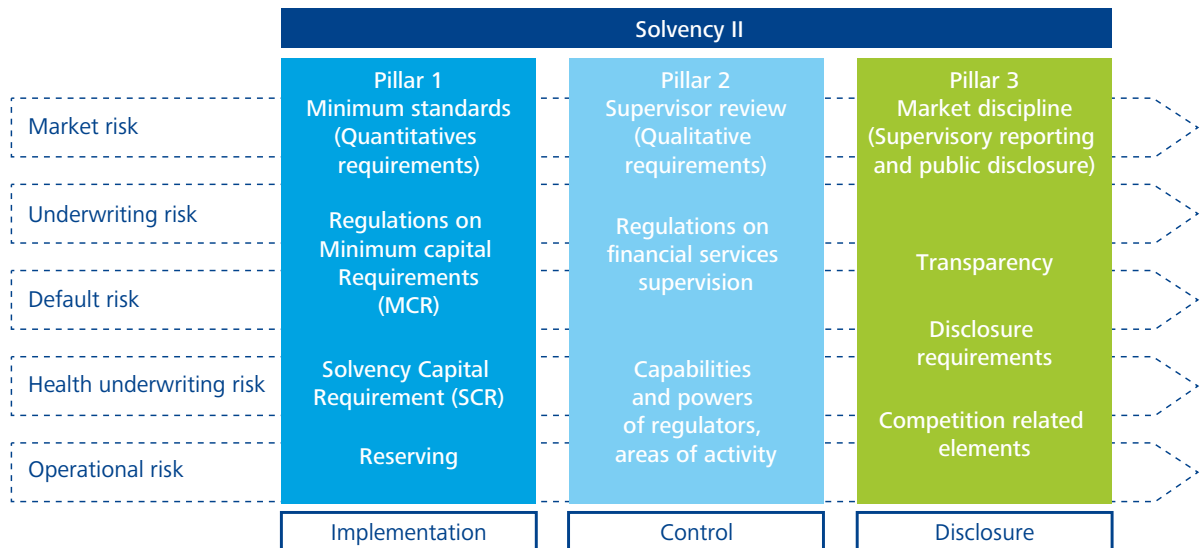 Solvency II
Market risk
Underwriting risk
Default risk
Health underwriting risk
Operational risk
Pillar 1
Minimum standards
(Quantitatives
requirements)
Regulations on
Minimum capital
Requirements
(MCR)
Solvency Capital
Requirement (SCR)
Reserving
Implementation
Pillar 2
Supervisor review
(Qualitative
requirements)
Regulations on
financial services
supervision
Capabilities
and powers
of regulators,
areas of activity
Control
Pillar 3
Market discipline
(Supervisory reporting
and public disclosure)
Transparency
Disclosure
requirements
Competition related
elements
Disclosure